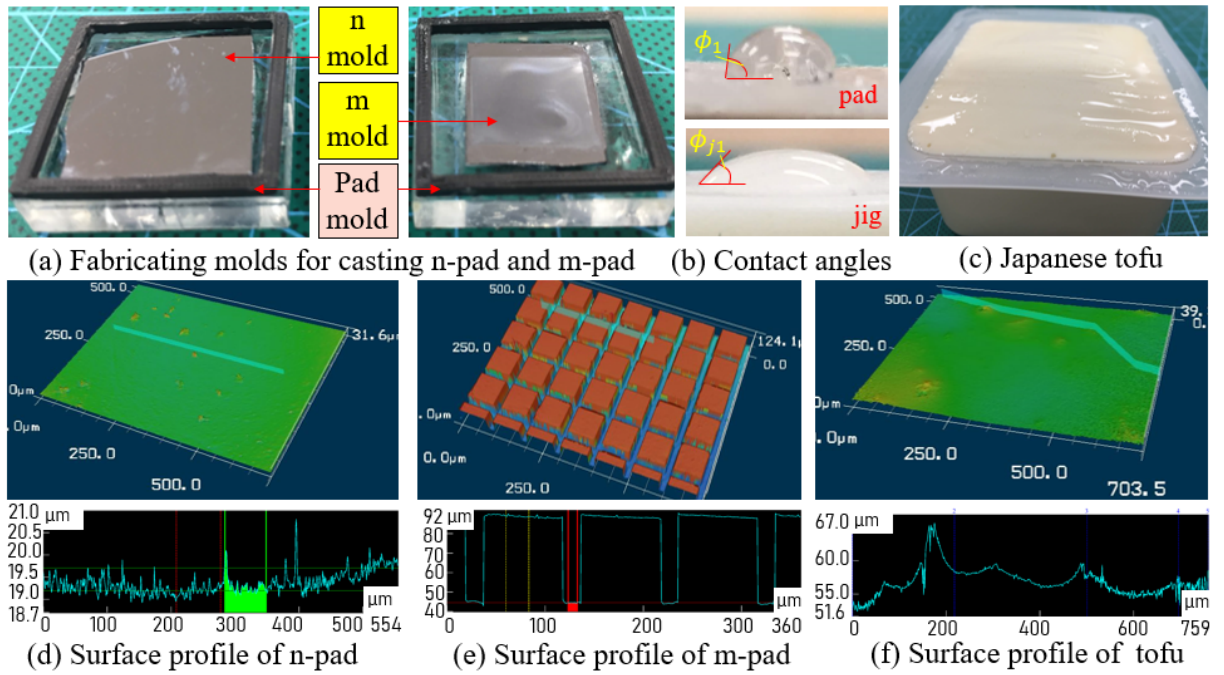 n
mold
m
mold
Pad
mold
ϕ1
pad
ϕj1
jig
(a) Fabricating molds for casting n-pad and m-pad
(b) Contact angles
(c) Japanese tofu
500.0
250.0
.0μm
.0μm
250.0
500.0
31.6μm
500.0
250.0
.0μm
0.0μm
250.0
124.1μ
0.0
500.0
250.0
0μm
.0μm
250.0
500.0
703.5
39.
0.
21.0
μm
20.5
20.0
19.5
19.0
18.7
0
100
200
300
400
500
554
μm
92
μm
80
70
60
50
40
0
100
200
300
360
μm
67.0
μm
60.0
55.0
51.6
0
200
400
600
759
μm
2
3
4
5
(d) Surface profile of n-pad
(e) Surface profile of m-pad
(f) Surface profile of tofu